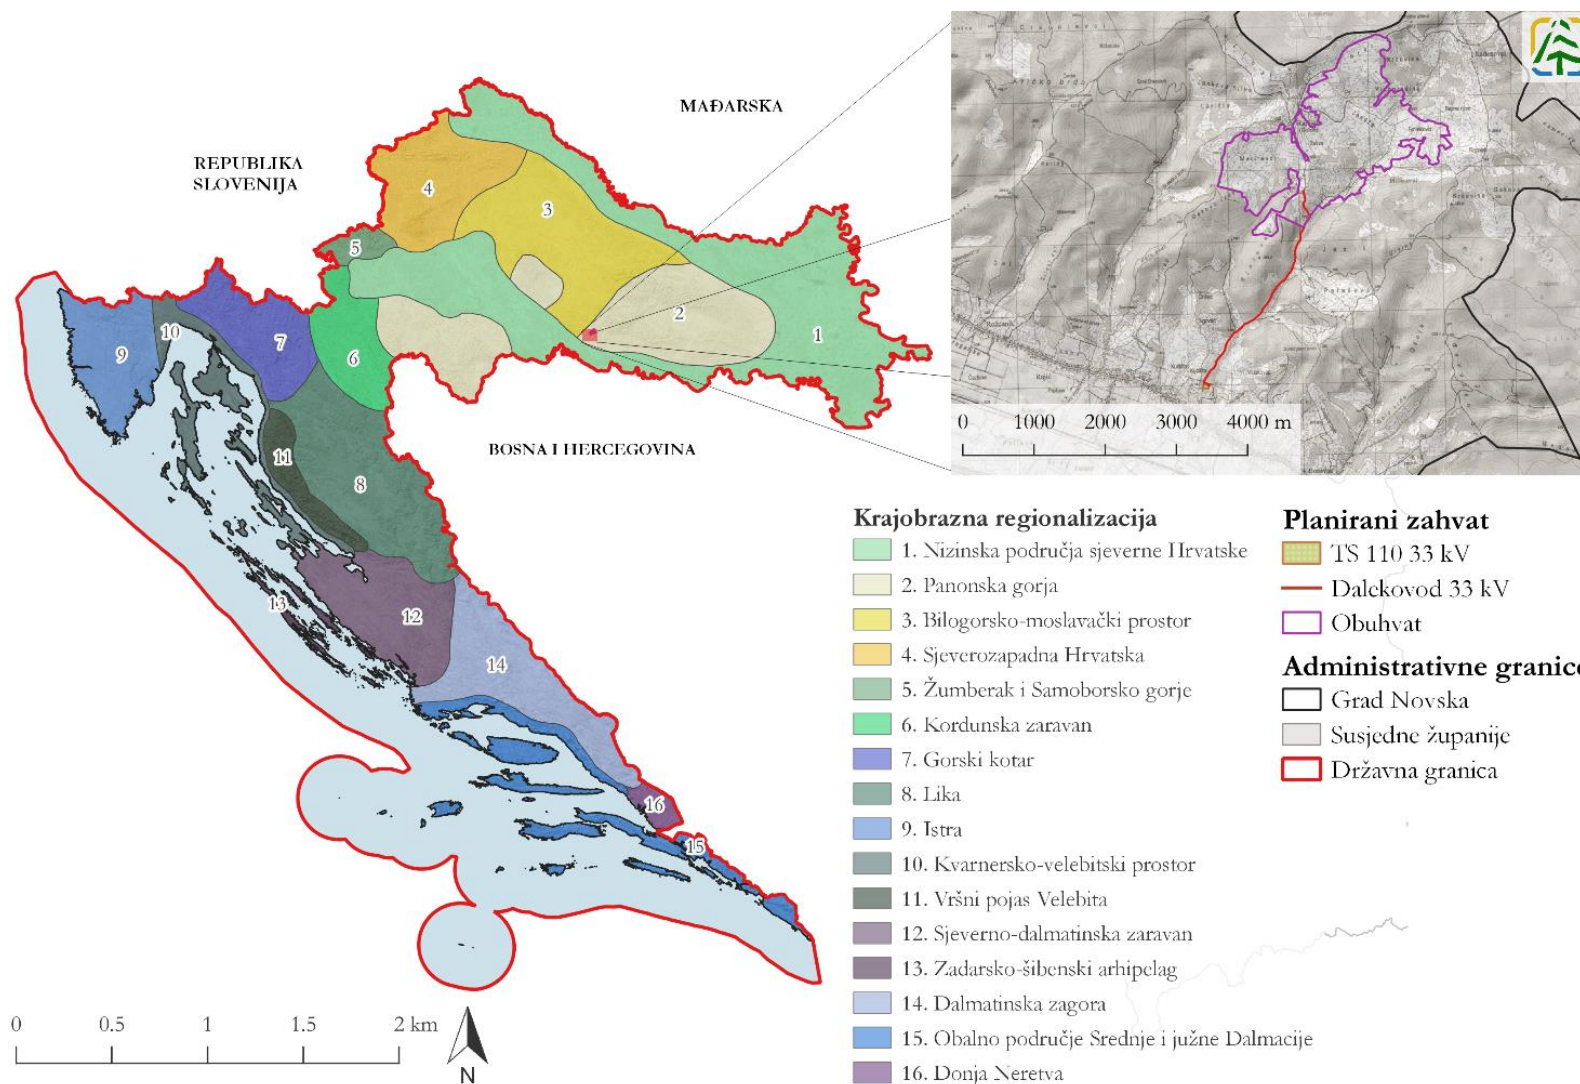 MAĐARSKA
REPUBLIKA
SLOVENIJA
BOSNA I HERCEGOVINA
4
3
5
2
1
10
9
7
6
11
8
13
12
14
16
15
0 1000 2000 3000 4000 m
0 0.5 1 1.5 2 km
N
Krajobrazna regionalizacija
1. Nizinska područja sjeverne Hrvatske
2. Panonska gorja
3. Bilogorsko-moslavački prostor
4. Sjeverozapadna Hrvatska
5. Žumberak i Samoborsko gorje
6. Kordunska zaravan
7. Gorski kotar
8. Lika
9. Istra
10. Kvarnersko-velebitski prostor
11. Vršni pojas Velebita
12. Sjeverno-dalmatinska zaravan
13. Zadarsko-šibenski arhipelag
14. Dalmatinska zagora
15. Obalno područje Srednje i južne Dalmacije
16. Donja Neretva
Planirani zahvat
TS 110 33 kV
Dalekovod 33 kV
Obuhvat
Administrativne granice
Grad Novska
Susjedne županije
Državna granica